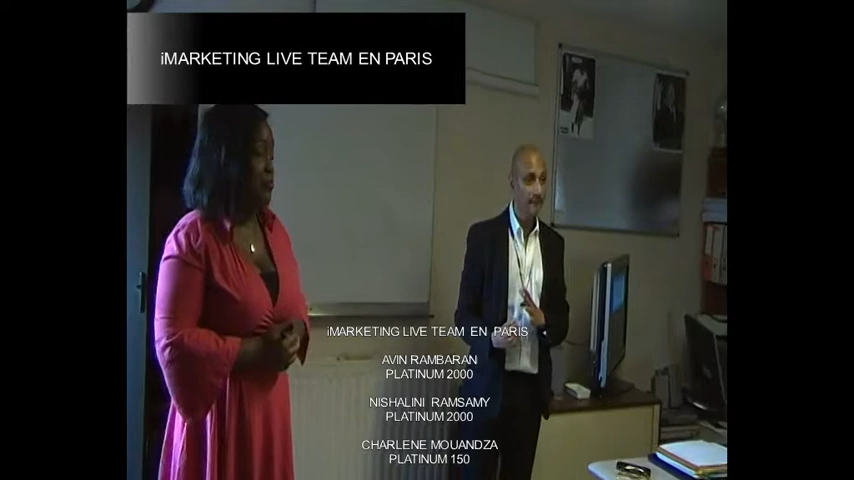 iMARKETING LIVE TEAM EN PARIS
iMARKETING LIVE TEAM EN PARIS
AVIN RAMBARAN
PLATINUM 2000
NISHALINI RAMSAMY
PLATINUM 2000
CHARLENE MOUANDZA
PLATINUM 150